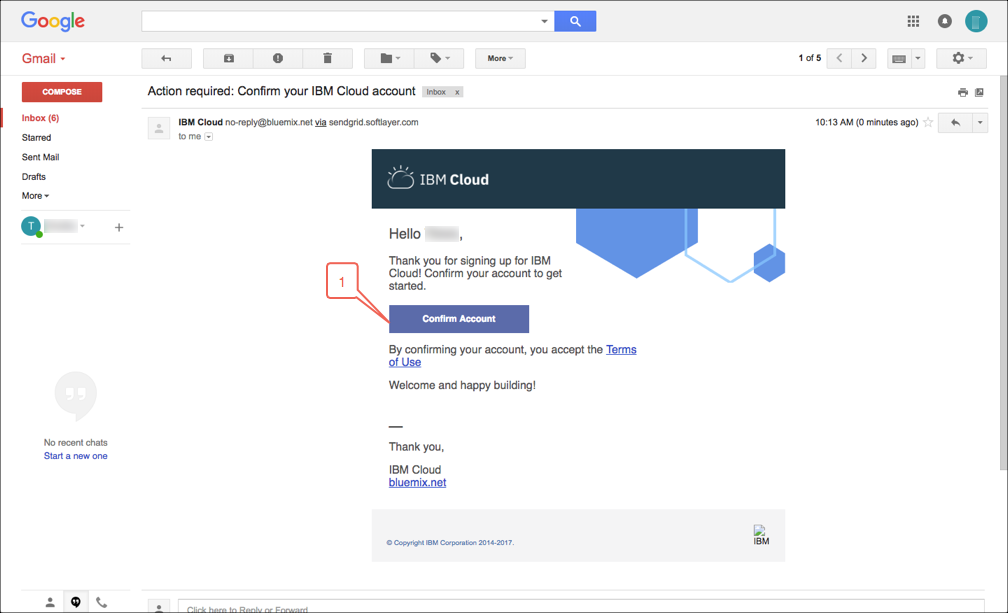 Google
Gmail
More
1 of 5
COMPOSE
Action required: Confirm your IBM Cloud account
Inbox x
Inbox (6)
Starred
Sent Mail
Drafts
More
T
IBM Cloud no-reply@bluemix.net via sendgrid.softlayer.com
to me
10:13 AM (0 minutes ago)
IBM Cloud
Hello ,
Thank you for signing up for IBM
Cloud! Confirm your account to get
started.
1
Confirm Account
By confirming your account, you accept the Terms
of Use
Welcome and happy building!
—
Thank you,
IBM Cloud
bluemix.net
No recent chats
Start a new one
© Copyright IBM Corporation 2014-2017.
IBM
Click here to Reply or Forward